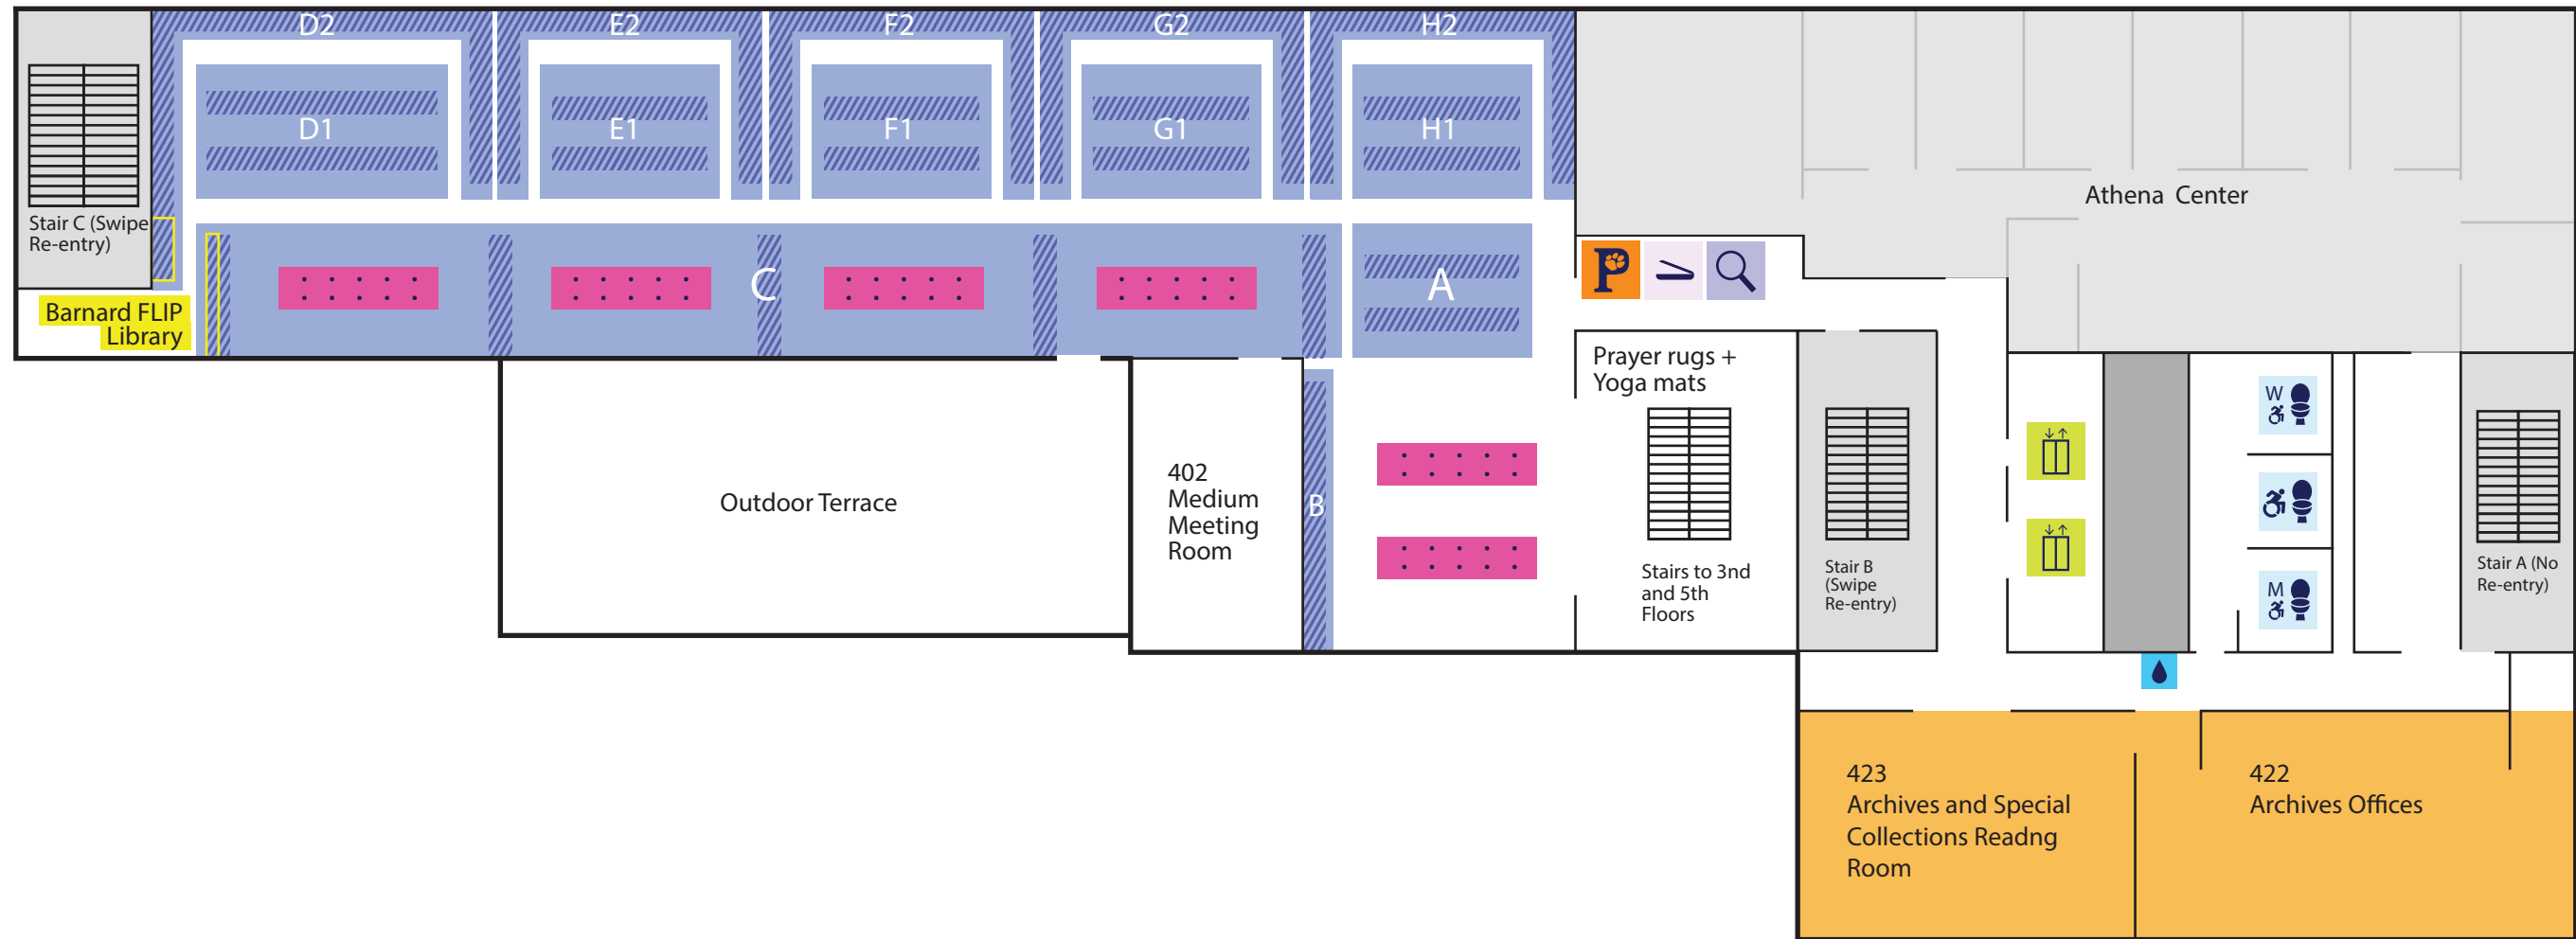 D2
E2
F2
G2
H2
D1
E1
F1
G1
H1
Athena Center
Stair C (Swipe
Re-entry)
C
A
P
Barnard FLIP
Library
Prayer rugs +
Yoga mats
W
402
Medium
Meeting
Room
Outdoor Terrace
B
Stairs to 3nd
and 5th
Floors
Stair B
(Swipe
Re-entry)
M
Stair A (No
Re-entry)
423
Archives and Special
Collections Readng
Room
422
Archives Offices